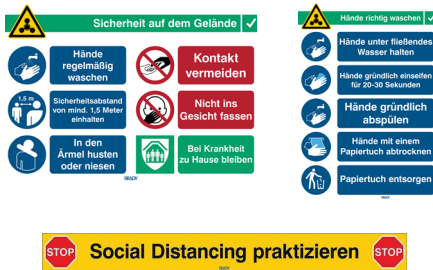 Sicherheit auf dem Gelände
Hände
regelmäßig
waschen
Kontakt
vermeiden
1,5 m
Sicherheitsabstand
von mind. 1,5 Meter
einhalten
Nicht ins
Gesicht fassen
In den
Ärmel husten
oder niesen
Bei Krankheit
zu Hause bleiben
BRADY
Hände richtig waschen
Hände unter fließendes
Wasser halten
Hände gründlich einseifen
für 20-30 Sekunden
Hände gründlich
abspülen
Hände mit einem
Papiertuch abtrocknen
Papiertuch entsorgen
BRADY
STOP
Social Distancing praktizieren
STOP
BRADY